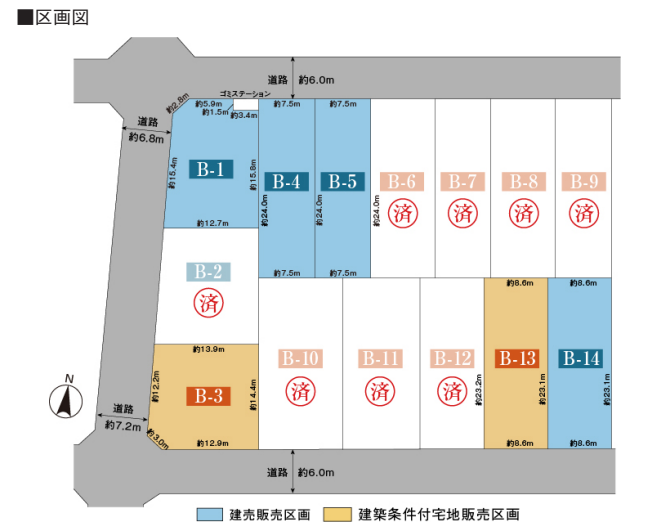 ■区画図
道路 約6.0m
ゴミステーション
約2.8m
約5.9m
約1.5m
約3.4m
約7.5m
約7.5m
道路
約6.8m
約15.4m
B-1
約15.8m
B-4
B-5
B-6
済
B-7
済
B-8
済
B-9
済
約24.0m
約24.0m
約24.0m
約12.7m
約7.5m
約7.5m
B-2
済
約8.6m
約8.6m
約13.9m
B-10
済
B-11
済
B-12
済
B-13
B-14
約12.2m
B-3
約14.4m
約23.2m
約23.1m
約23.1m
N
道路
約7.2m
約3.0m
約12.9m
約8.6m
約8.6m
道路 約6.0m
建売販売区画
建築条件付宅地販売区画